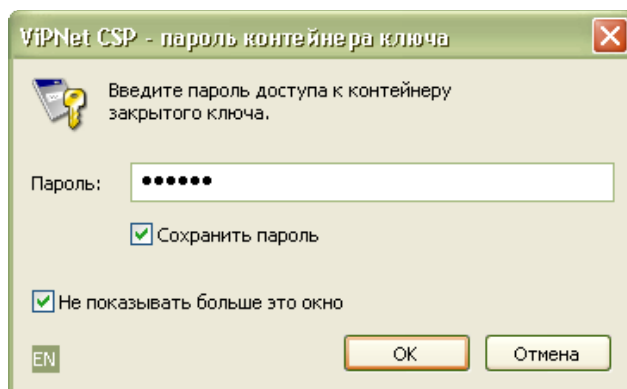 ViPNet CSP - пароль контейнера ключа
Введите пароль доступа к контейнеру
закрытого ключа.
Пароль: ••••••
Сохранить пароль
Не показывать больше это окно
EN OK Отмена